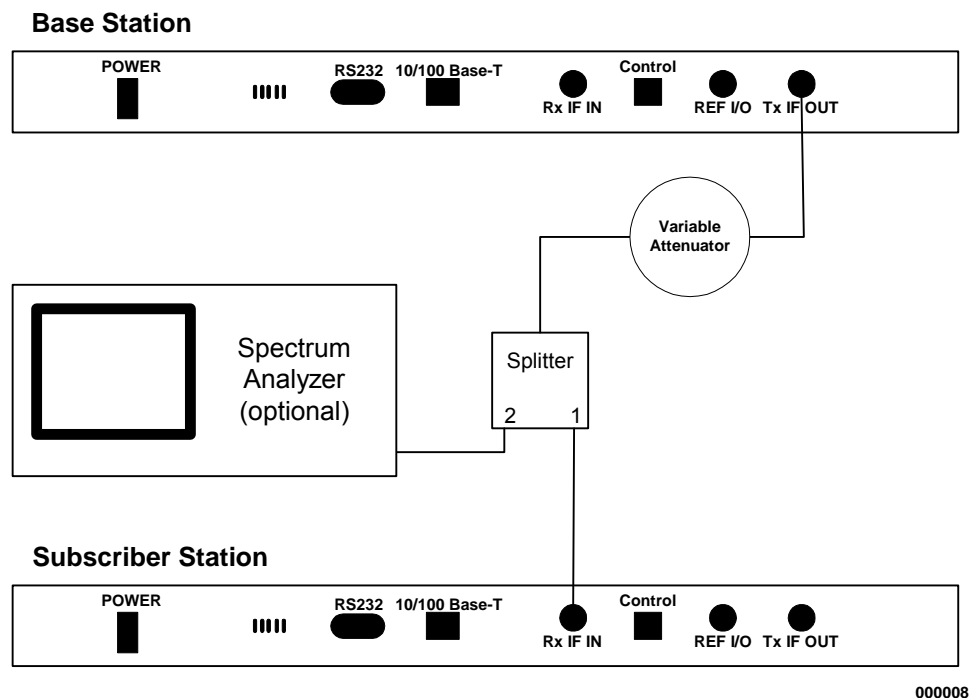 Base Station
POWER
RS232
10/100 Base-T
Rx IF IN
Control
REF I/O
Tx IF OUT
Variable
Attenuator
Spectrum
Analyzer
(optional)
Splitter
2
1
Subscriber Station
POWER
RS232
10/100 Base-T
Rx IF IN
Control
REF I/O
Tx IF OUT
000008